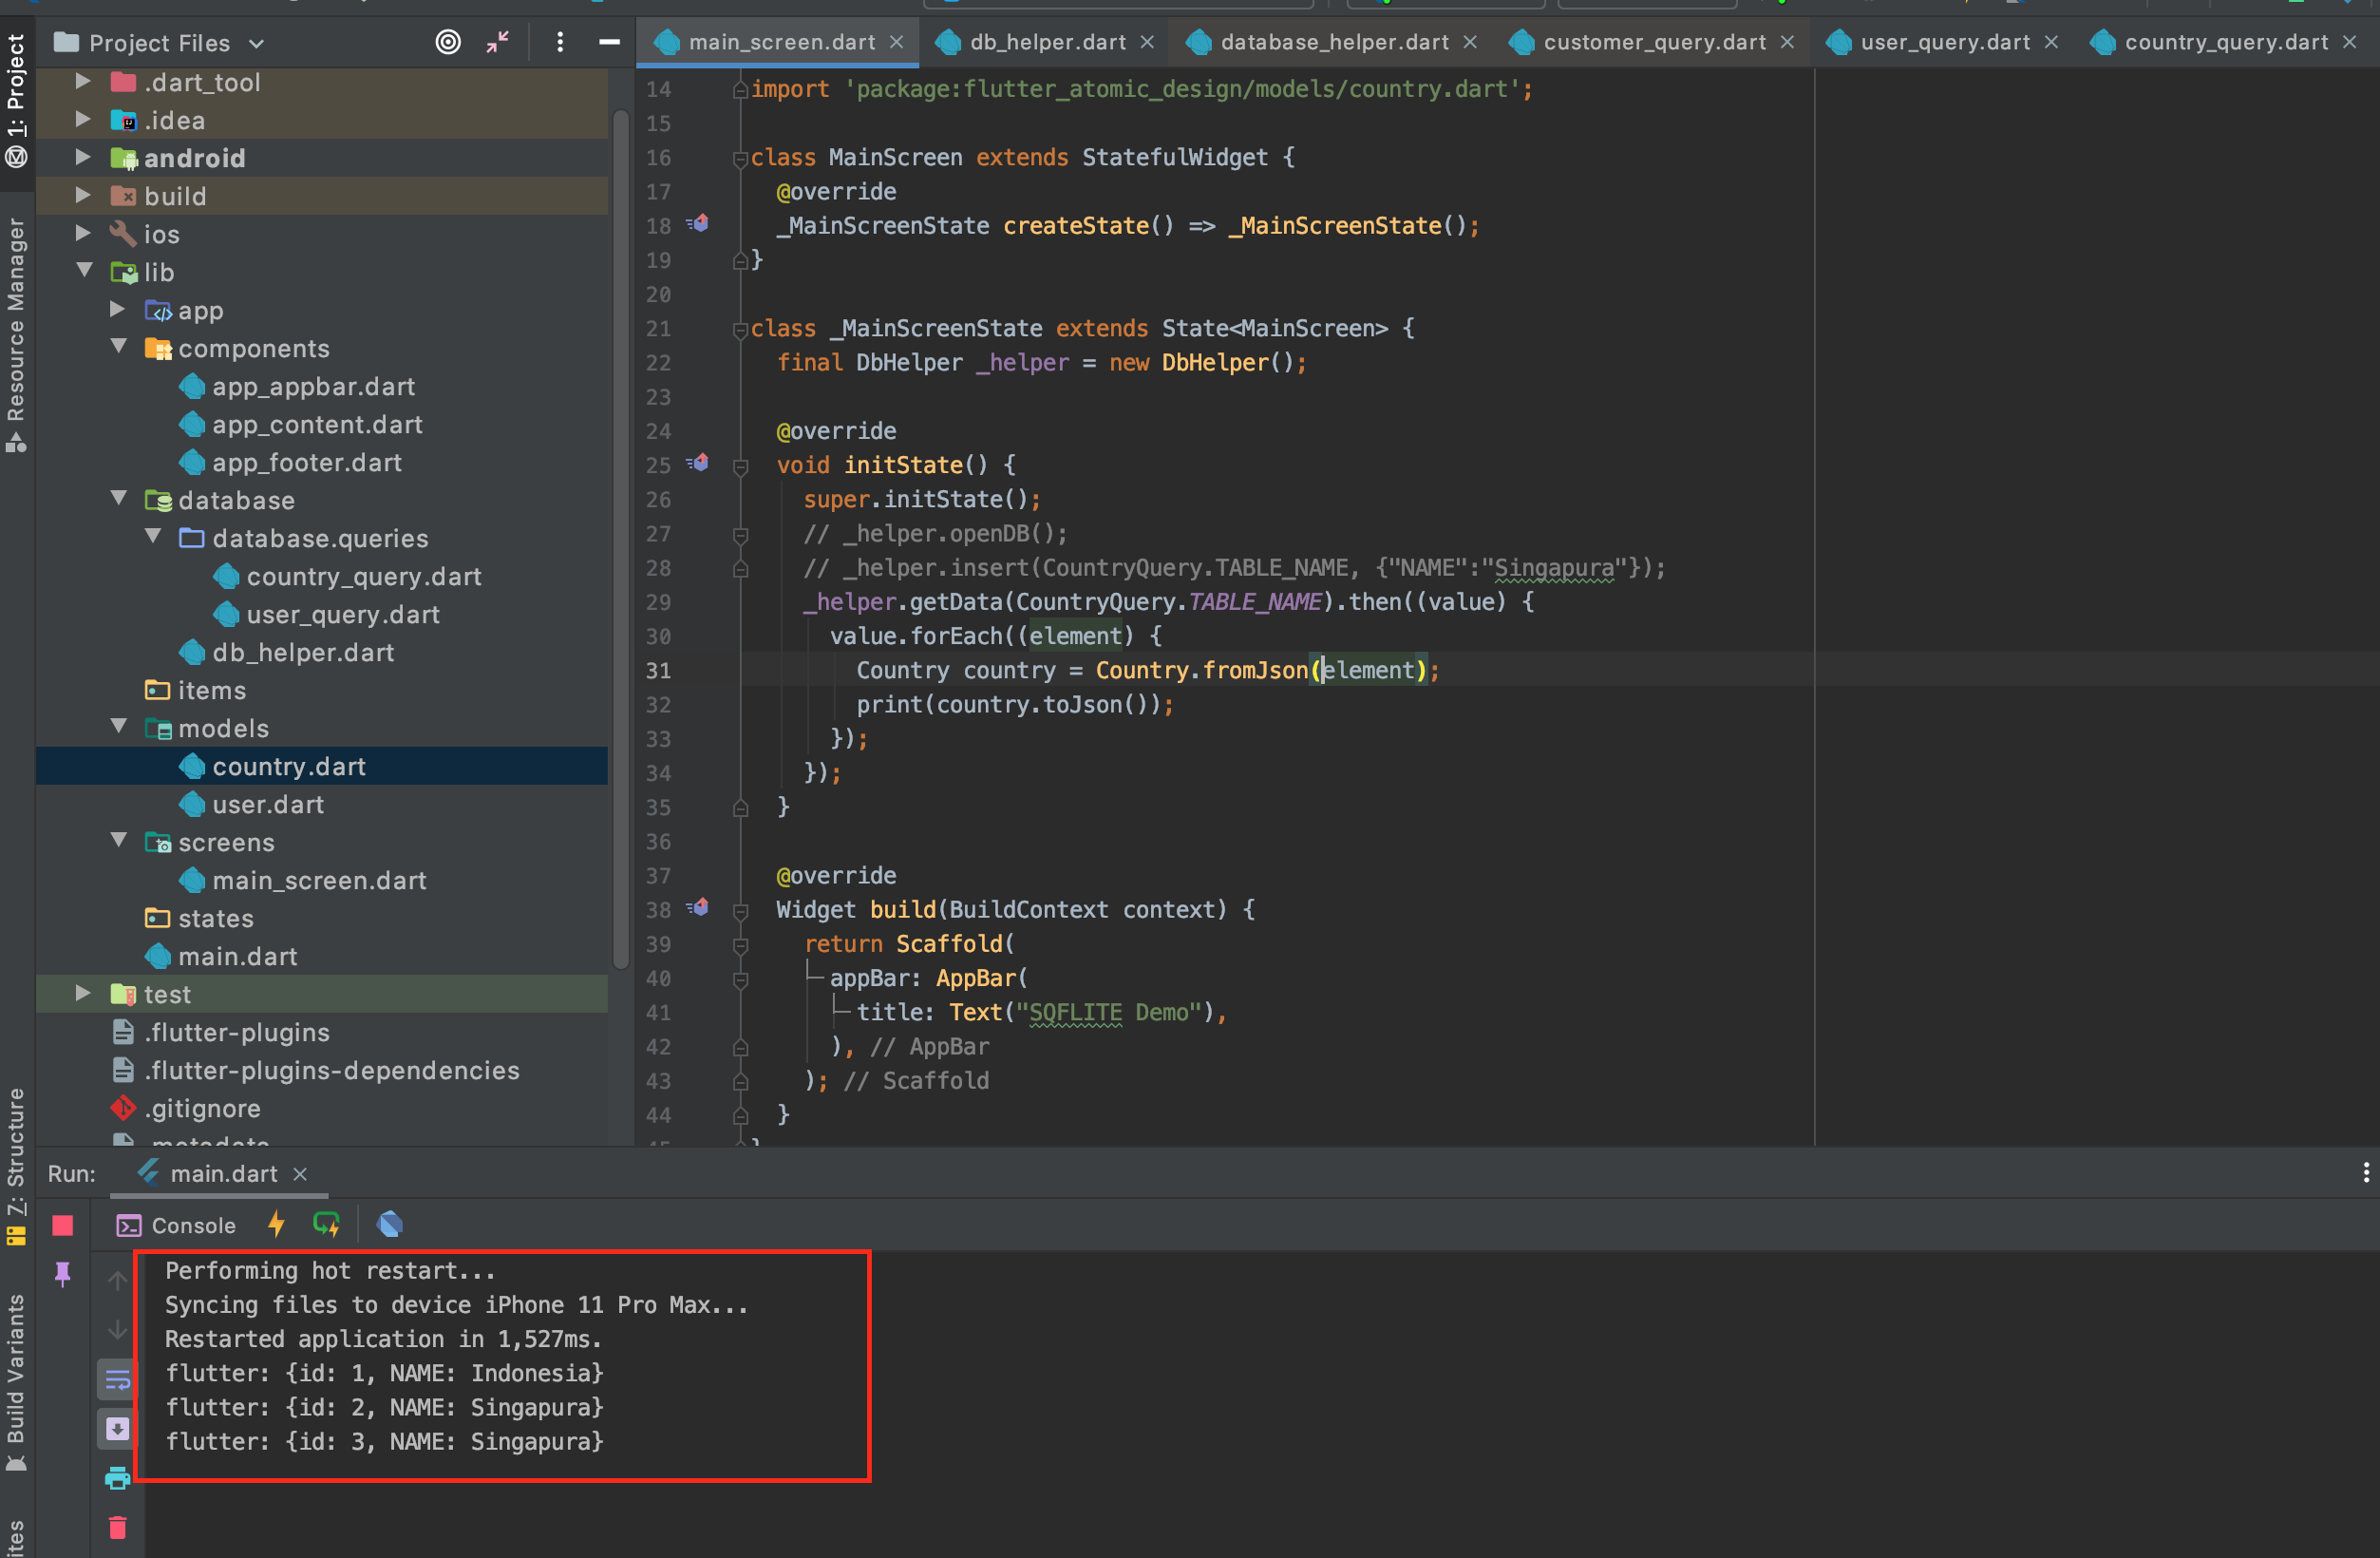 Project Files
main_screen.dart
db_helper.dart
database_helper.dart
customer_query.dart
user_query.dart
country_query.dart
1: Project
Resource Manager
7: Structure
Build Variants
.dart_tool
.idea
android
build
ios
lib
app
components
app_appbar.dart
app_content.dart
app_footer.dart
database
database.queries
country_query.dart
user_query.dart
db_helper.dart
items
models
country.dart
user.dart
screens
main_screen.dart
states
main.dart
test
.flutter-plugins
.flutter-plugins-dependencies
.gitignore
.metadata
14 import 'package:flutter_atomic_design/models/country.dart';
15
16 class MainScreen extends StatefulWidget {
17 @override
18 _MainScreenState createState() => _MainScreenState();
19 }
20
21 class _MainScreenState extends State<MainScreen> {
22 final DbHelper _helper = new DbHelper();
23
24 @override
25 void initState() {
26 super.initState();
27 // _helper.openDB();
28 // _helper.insert(CountryQuery.TABLE_NAME, {"NAME":"Singapura"});
29 _helper.getData(CountryQuery.TABLE_NAME).then((value) {
30 value.forEach((element) {
31 Country country = Country.fromJson(element);
32 print(country.toJson());
33 });
34 });
35 }
36
37 @override
38 Widget build(BuildContext context) {
39 return Scaffold(
40 appBar: AppBar(
41 title: Text("SQFLITE Demo"),
42 ), // AppBar
43 ); // Scaffold
44 }
45 }
Run: main.dart
Console
Performing hot restart...
Syncing files to device iPhone 11 Pro Max...
Restarted application in 1,527ms.
flutter: {id: 1, NAME: Indonesia}
flutter: {id: 2, NAME: Singapura}
flutter: {id: 3, NAME: Singapura}